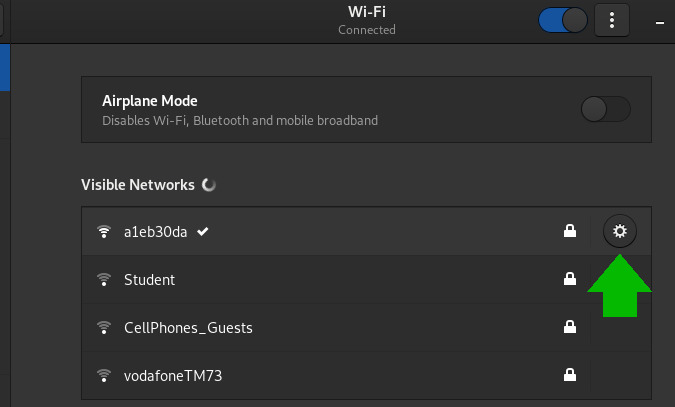 Wi-Fi
Connected
Airplane Mode
Disables Wi-Fi, Bluetooth and mobile broadband
Visible Networks
a1eb30da
Student
CellPhones_Guests
vodafoneTM73